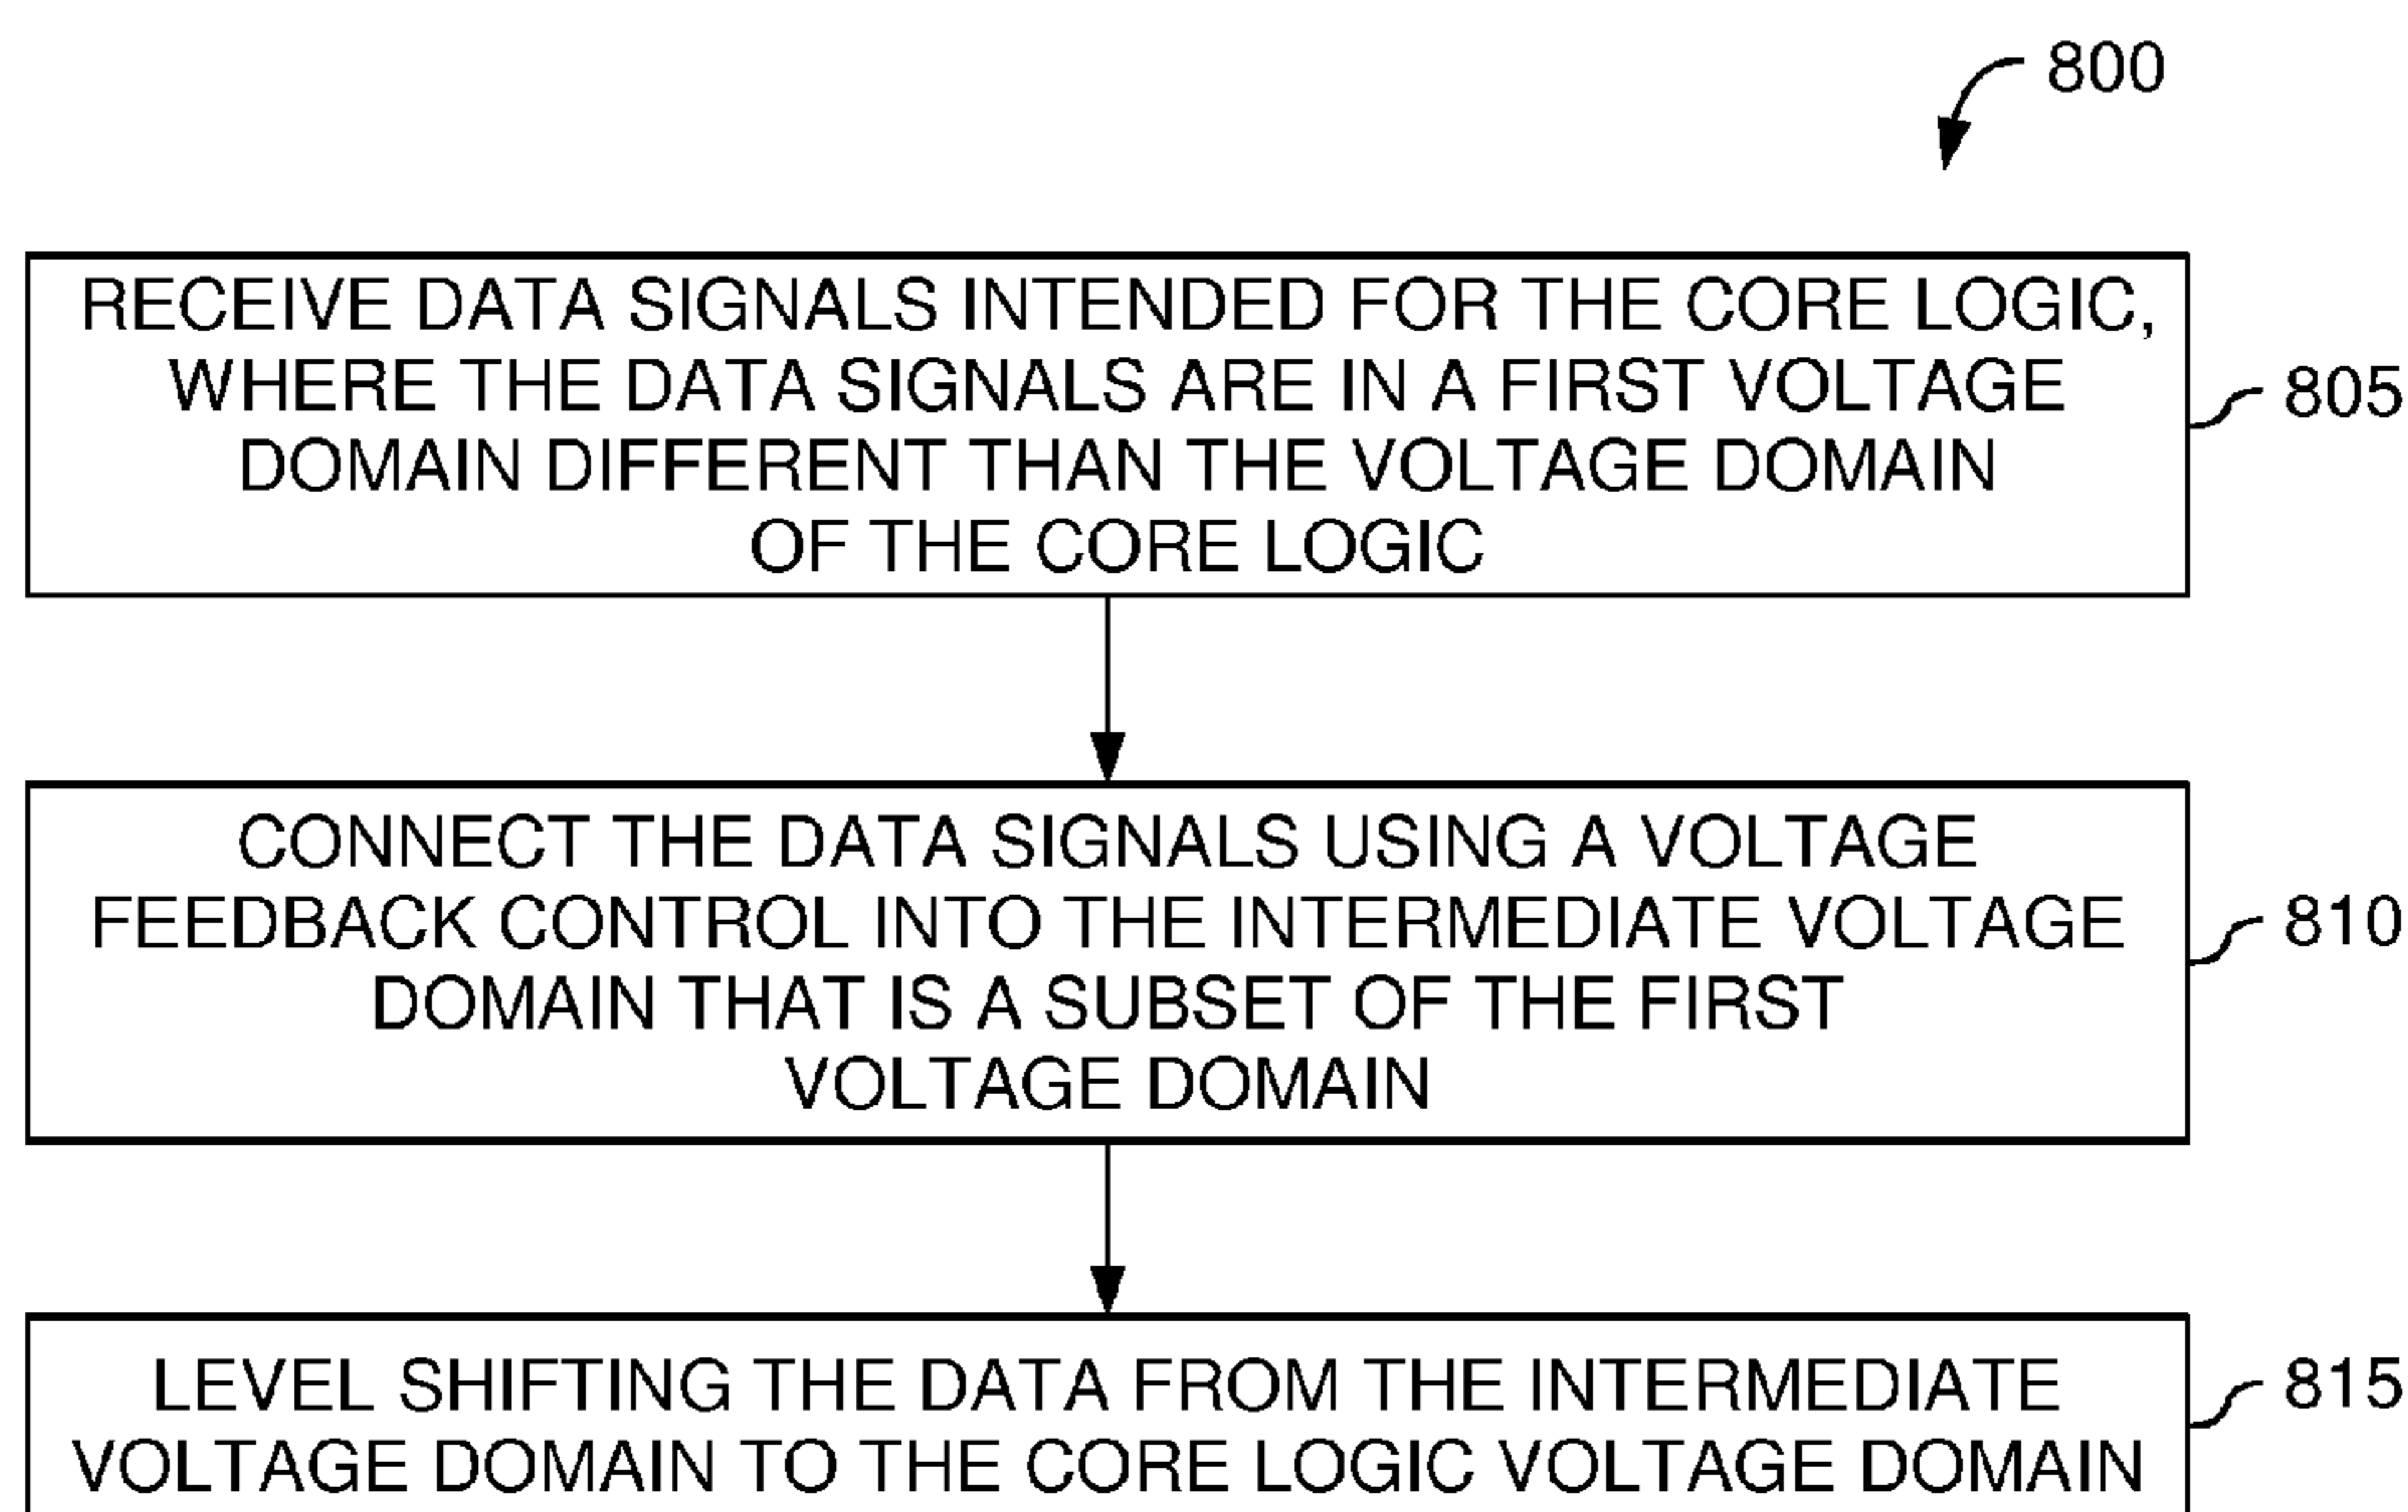 800
RECEIVE DATA SIGNALS INTENDED FOR THE CORE LOGIC,
WHERE THE DATA SIGNALS ARE IN A FIRST VOLTAGE
DOMAIN DIFFERENT THAN THE VOLTAGE DOMAIN
OF THE CORE LOGIC
805
CONNECT THE DATA SIGNALS USING A VOLTAGE
FEEDBACK CONTROL INTO THE INTERMEDIATE VOLTAGE
DOMAIN THAT IS A SUBSET OF THE FIRST
VOLTAGE DOMAIN
810
LEVEL SHIFTING THE DATA FROM THE INTERMEDIATE
VOLTAGE DOMAIN TO THE CORE LOGIC VOLTAGE DOMAIN
815